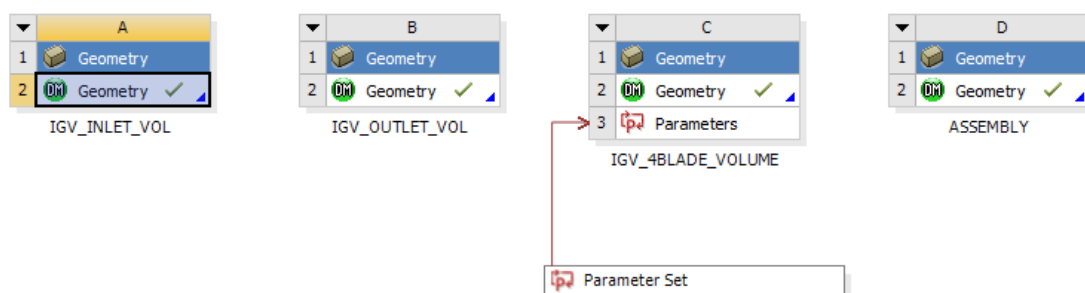 A
1 Geometry
2 DM Geometry
IGV_INLET_VOL
B
1 Geometry
2 DM Geometry
IGV_OUTLET_VOL
C
1 Geometry
2 DM Geometry
3 p Parameters
IGV_4BLADE_VOLUME
D
1 Geometry
2 DM Geometry
ASSEMBLY
p Parameter Set